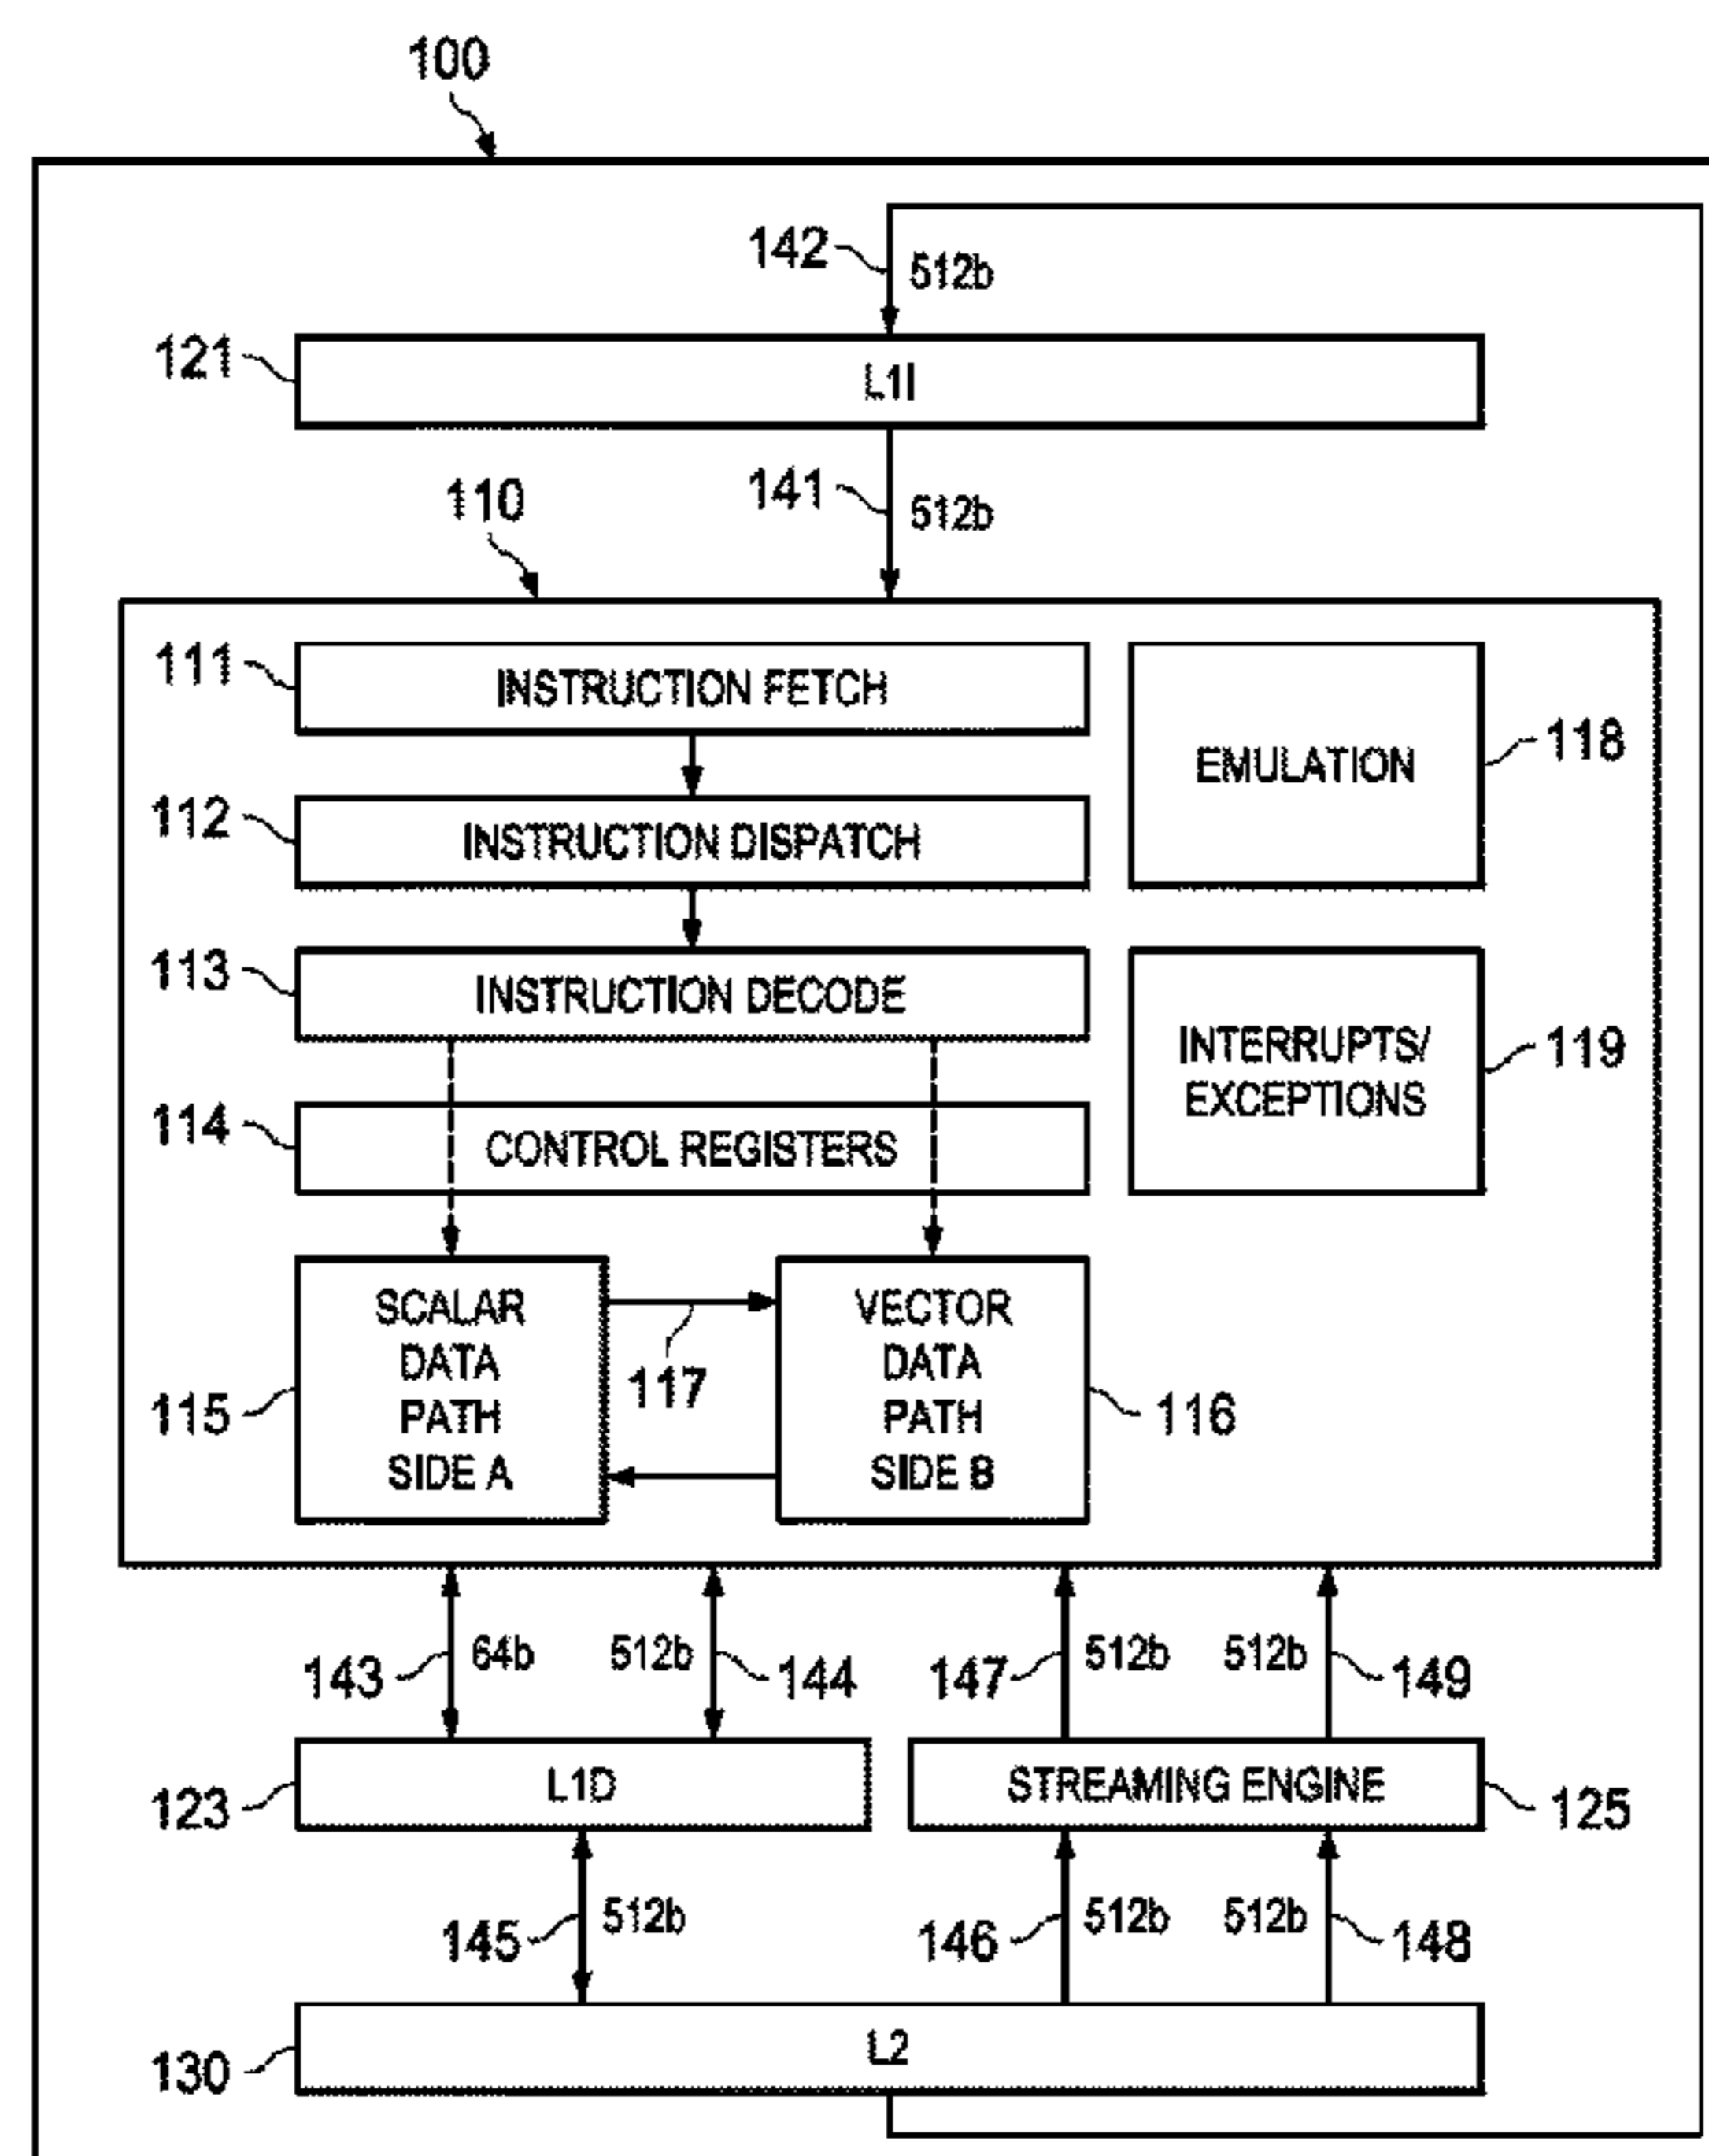 100
142
512b
121
L1I
141
512b
110
111
INSTRUCTION FETCH
EMULATION
118
112
INSTRUCTION DISPATCH
113
INSTRUCTION DECODE
INTERRUPTS/
EXCEPTIONS
119
114
CONTROL REGISTERS
115
SCALAR
DATA
PATH
SIDE A
117
VECTOR
DATA
PATH
SIDE B
116
143
64b
512b
144
147
512b
512b
149
123
L1D
STREAMING ENGINE
125
145
512b
146
512b
512b
148
130
L2